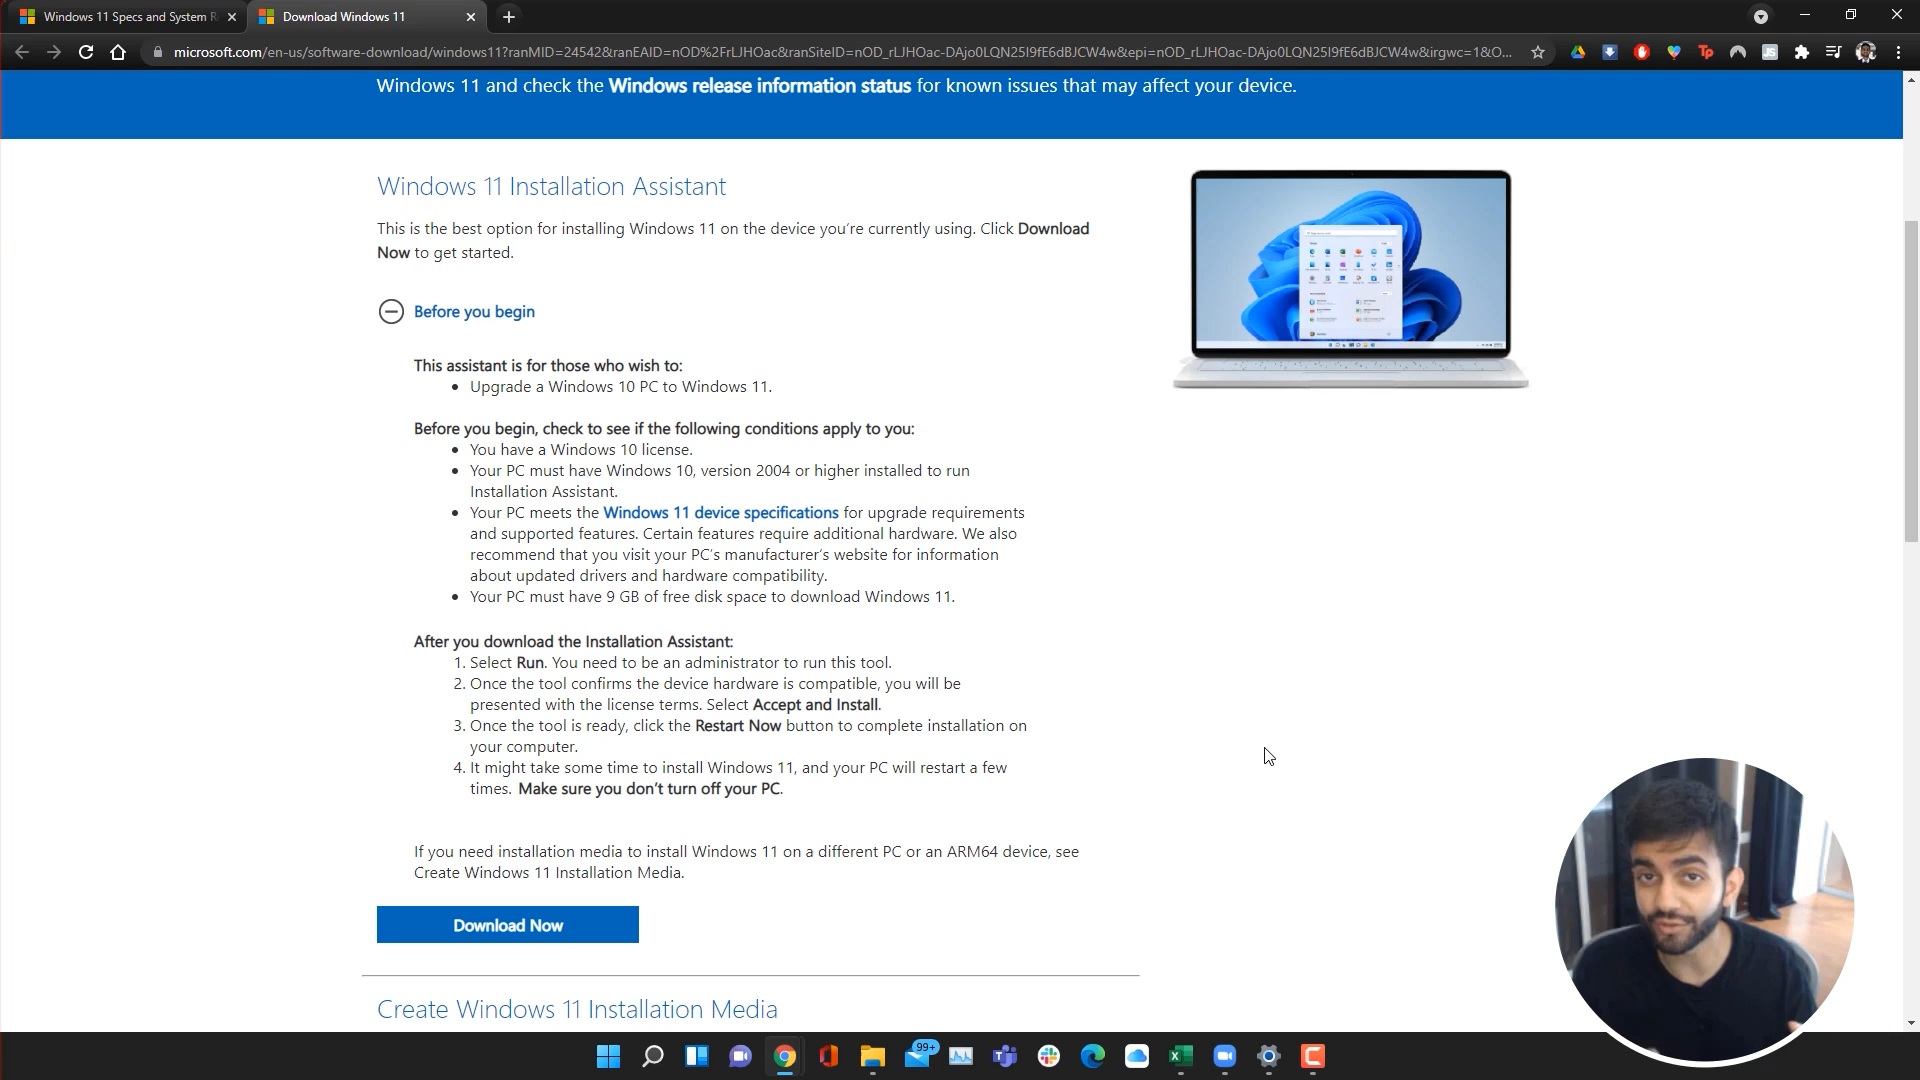 Windows 11 Specs and System R
Download Windows 11
microsoft.com/en-us/software-download/windows11?ranMID=24542&ranEAID=nOD%2FrLJHOac&ranSiteID=nOD_rLJHOac-DAjo0LQN25I9fE6dBJCW4w&epi=nOD_rLJHOac-DAjo0LQN25I9fE6dBJCW4w&irgwc=1&O...
Windows 11 and check the Windows release information status for known issues that may affect your device.
Windows 11 Installation Assistant
This is the best option for installing Windows 11 on the device you’re currently using. Click Download
Now to get started.
Before you begin
This assistant is for those who wish to:
• Upgrade a Windows 10 PC to Windows 11.
Before you begin, check to see if the following conditions apply to you:
• You have a Windows 10 license.
• Your PC must have Windows 10, version 2004 or higher installed to run
Installation Assistant.
• Your PC meets the Windows 11 device specifications for upgrade requirements
and supported features. Certain features require additional hardware. We also
recommend that you visit your PC’s manufacturer’s website for information
about updated drivers and hardware compatibility.
• Your PC must have 9 GB of free disk space to download Windows 11.
After you download the Installation Assistant:
1. Select Run. You need to be an administrator to run this tool.
2. Once the tool confirms the device hardware is compatible, you will be
presented with the license terms. Select Accept and Install.
3. Once the tool is ready, click the Restart Now button to complete installation on
your computer.
4. It might take some time to install Windows 11, and your PC will restart a few
times. Make sure you don’t turn off your PC.
If you need installation media to install Windows 11 on a different PC or an ARM64 device, see
Create Windows 11 Installation Media.
Download Now
Create Windows 11 Installation Media
99+